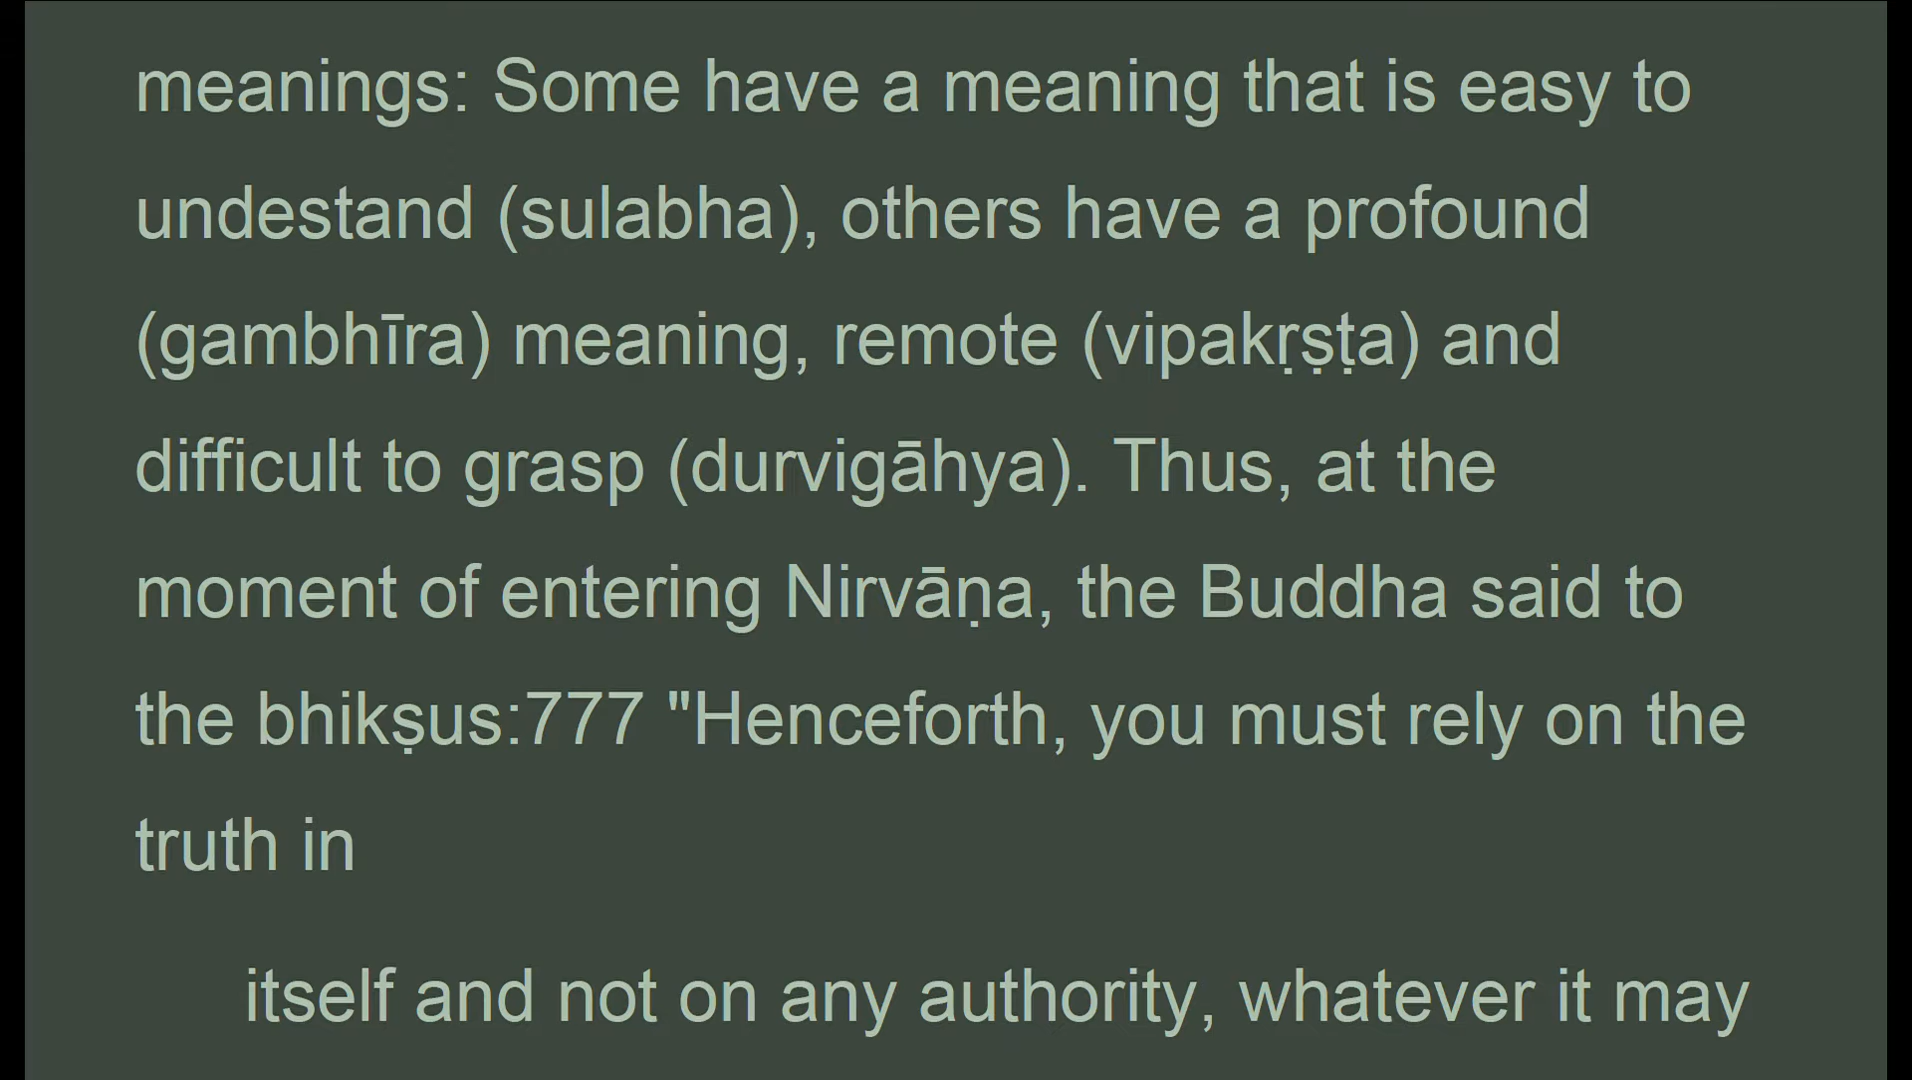 meanings: Some have a meaning that is easy to
undestand (sulabha), others have a profound
(gambhīra) meaning, remote (vipakṛṣṭa) and
difficult to grasp (durvigāhya). Thus, at the
moment of entering Nirvāṇa, the Buddha said to
the bhikṣus:777 "Henceforth, you must rely on the
truth in
itself and not on any authority, whatever it may